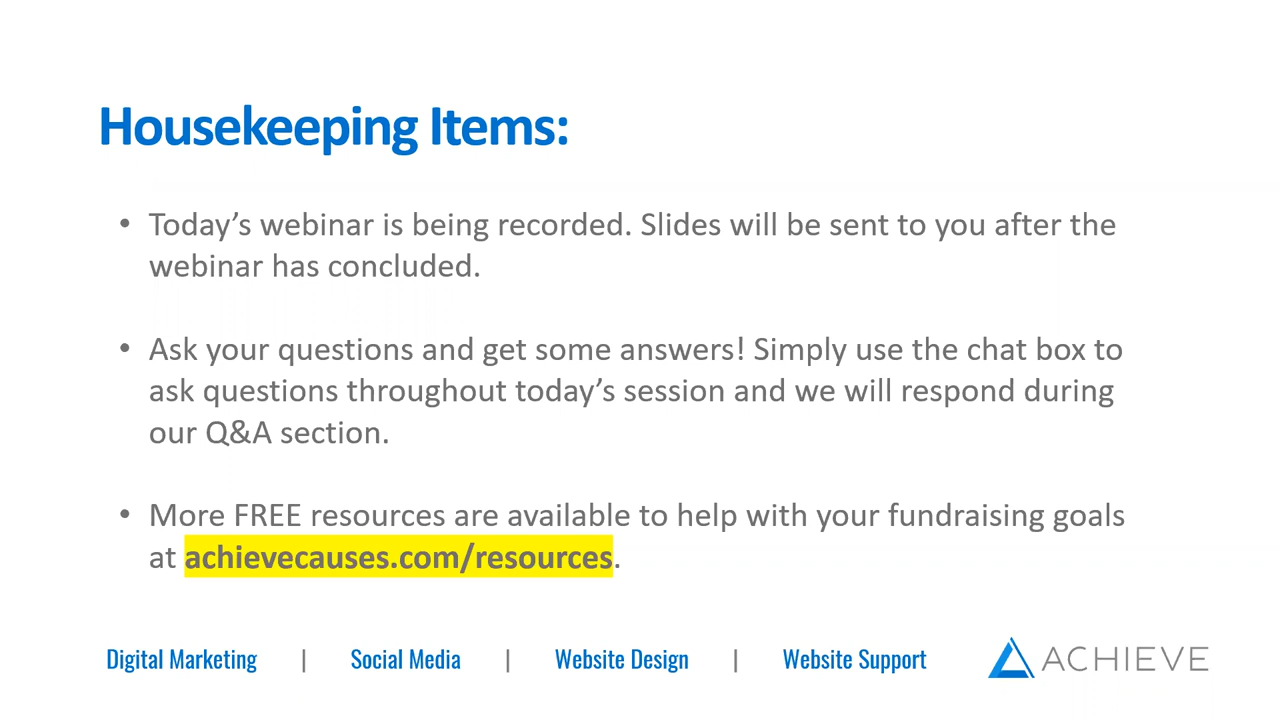 Housekeeping Items:
• Today’s webinar is being recorded. Slides will be sent to you after the
webinar has concluded.
• Ask your questions and get some answers! Simply use the chat box to
ask questions throughout today’s session and we will respond during
our Q&A section.
• More FREE resources are available to help with your fundraising goals
at achievecauses.com/resources.
Digital Marketing | Social Media | Website Design | Website Support ACHIEVE